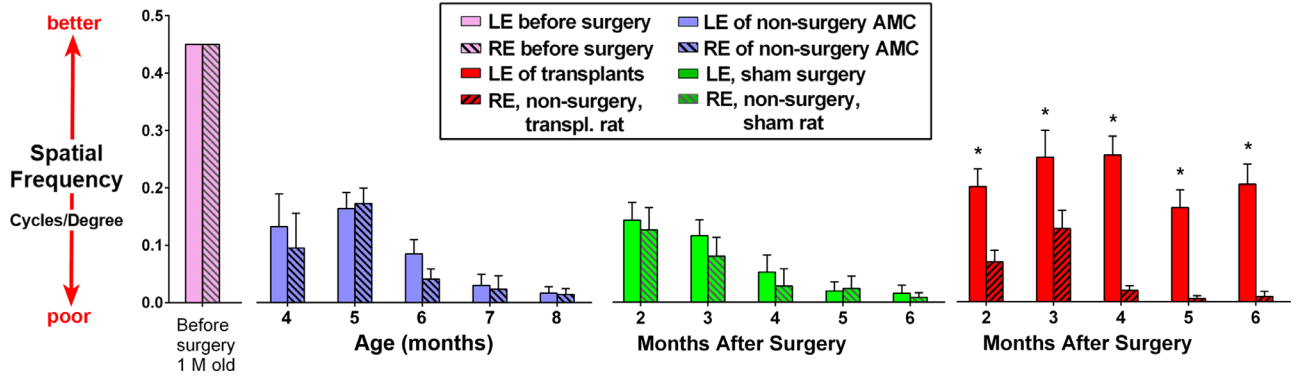 better
Spatial
Frequency
Cycles/Degree
poor
0.5
0.4
0.3
0.2
0.1
0.0
Before
surgery
1 M old
LE before surgery
RE before surgery
LE of transplants
RE, non-surgery,
transpl. rat
LE of non-surgery AMC
RE of non-surgery AMC
LE, sham surgery
RE, non-surgery,
sham rat
4 5 6 7 8
Age (months)
2 3 4 5 6
Months After Surgery
* * * * *
2 3 4 5 6
Months After Surgery